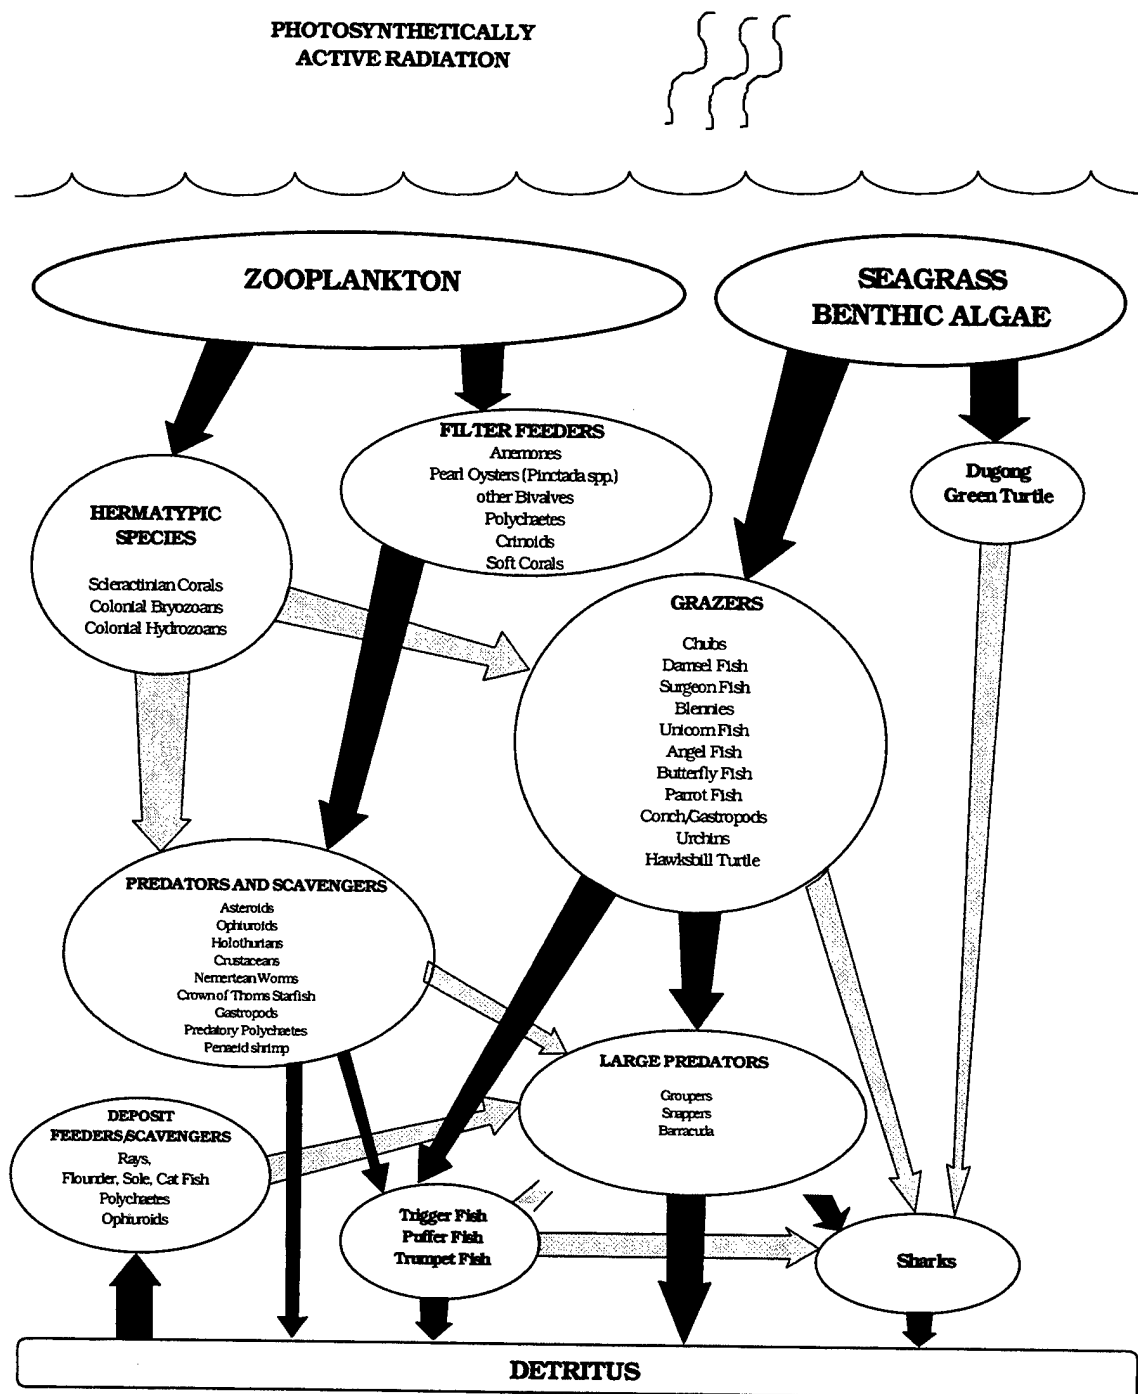 PHOTOSYNTHETICALLY
ACTIVE RADIATION
ZOOPLANKTON
SEAGRASS
BENTHIC ALGAE
FILTER FEEDERS
Anemones
Pearl Oysters (Pinctada spp.)
other Bivalves
Polychaetes
Crinoids
Soft Corals
Dugong
Green Turtle
HERMATYPIC
SPECIES
Scleractinian Corals
Colonial Bryozoans
Colonial Hydrozoans
GRAZERS
Chubs
Damsel Fish
Surgeon Fish
Blennies
Unicorn Fish
Angel Fish
Butterfly Fish
Parrot Fish
Conch/Gastropods
Urchins
Hawksbill Turtle
PREDATORS AND SCAVENGERS
Asteroids
Ophiuroids
Holothurians
Crustaceans
Nemertean Worms
Crown of Thorns Starfish
Gastropods
Predatory Polychaetes
Penaeid shrimp
LARGE PREDATORS
Groupers
Snappers
Barracuda
DEPOSIT
FEEDERS/SCAVENGERS
Rays,
Flounder, Sole, Cat Fish
Polychaetes
Ophiuroids
Trigger Fish
Puffer Fish
Trumpet Fish
Sharks
DETRITUS